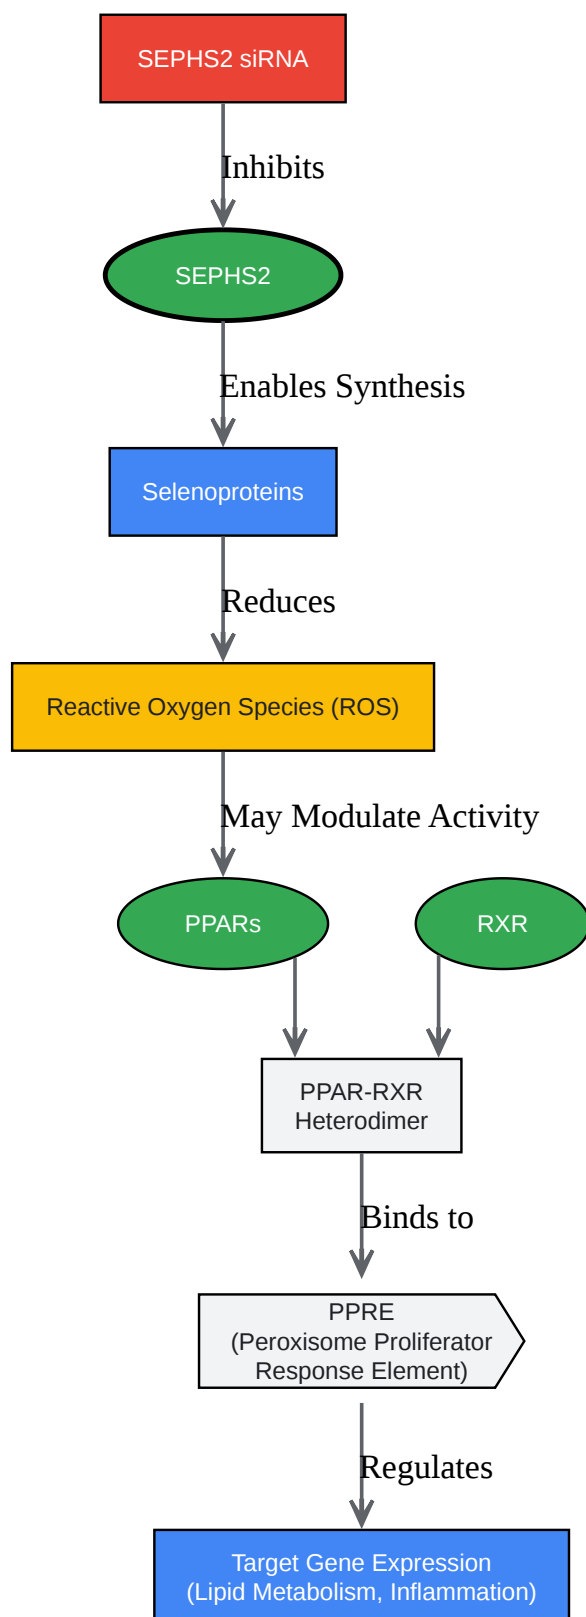 SEPHS2 siRNA
Inhibits
SEPHS2
Enables Synthesis
Selenoproteins
Reduces
Reactive Oxygen Species (ROS)
May Modulate Activity
PPARs
RXR
PPAR-RXR
Heterodimer
Binds to
PPRE
(Peroxisome Proliferator
Response Element)
Regulates
Target Gene Expression
(Lipid Metabolism, Inflammation)